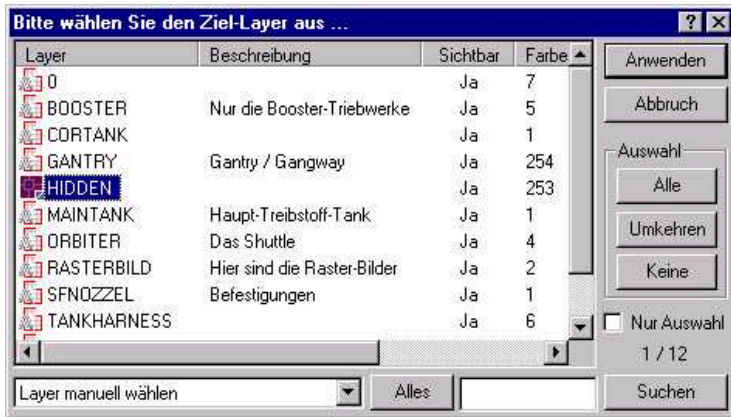 Bitte wählen Sie den Ziel-Layer aus ...
Layer Beschreibung Sichtbar Farbe
0 Ja 7
BOOSTER Nur die Booster-Triebwerke Ja 5
CORTANK Ja 1
GANTRY Gantry / Gangway Ja 254
HIDDEN Ja 253
MAINTANK Haupt-Treibstoff-Tank Ja 1
ORBITER Das Shuttle Ja 4
RASTERBILD Hier sind die Raster-Bilder Ja 2
SFNOZZEL Befestigungen Ja 1
TANKHARNESS Ja 6
Anwenden
Abbruch
Auswahl
Alle
Umkehren
Keine
Nur Auswahl
1 / 12
Layer manuell wählen Alles Suchen